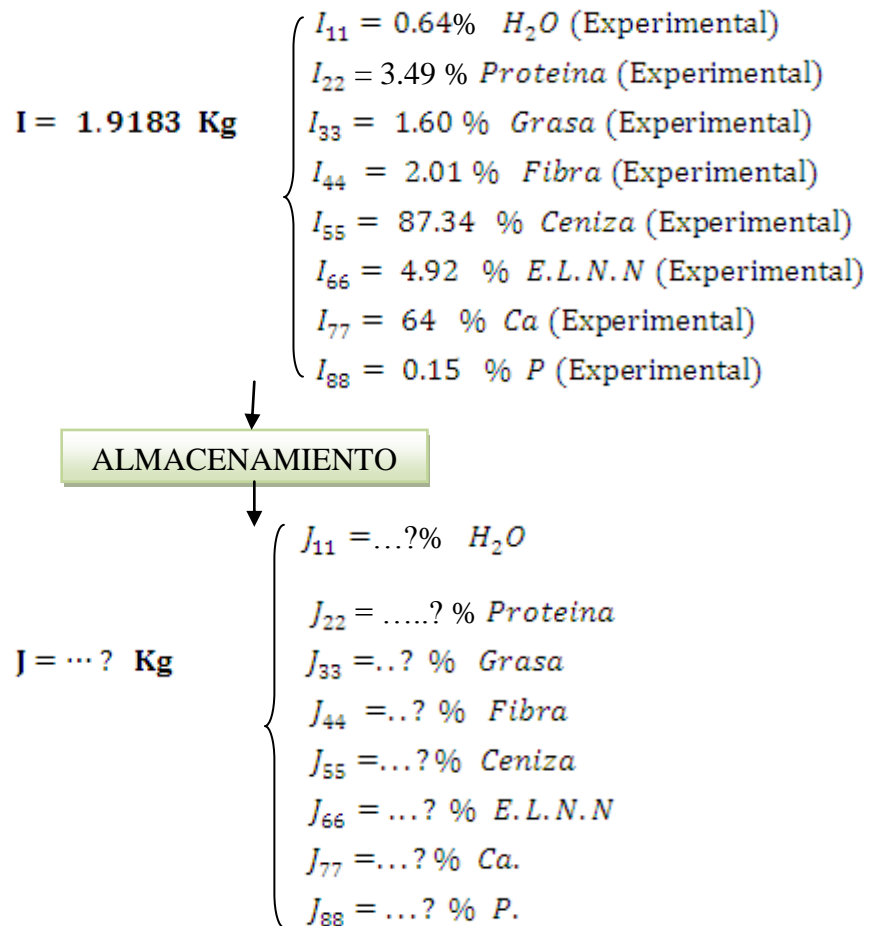 I₁₁ = 0.64% H₂O (Experimental)
I₂₂ = 3.49 % Proteina (Experimental)
I = 1.9183 Kg I₃₃ = 1.60 % Grasa (Experimental)
I₄₄ = 2.01 % Fibra (Experimental)
I₅₅ = 87.34 % Ceniza (Experimental)
I₆₆ = 4.92 % E.L.N.N (Experimental)
I₇₇ = 64 % Ca (Experimental)
I₈₈ = 0.15 % P (Experimental)
ALMACENAMIENTO
J₁₁ =…?% H₂O
J₂₂ = …..? % Proteina
J = ⋯ ? Kg J₃₃ =..? % Grasa
J₄₄ =..? % Fibra
J₅₅ =…?% Ceniza
J₆₆ = …? % E.L.N.N
J₇₇ =…?% Ca.
J₈₈ = …? % P.